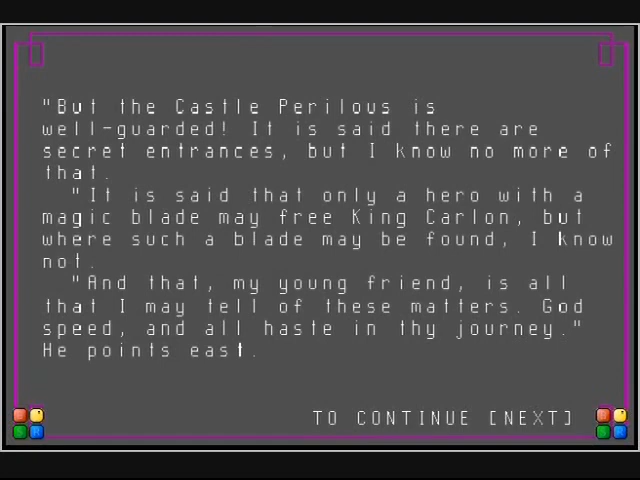 "But the Castle Perilous is
well-guarded! It is said there are
secret entrances, but I know no more of
that.
"It is said that only a hero with a
magic blade may free King Carlon, but
where such a blade may be found, I know
not.
"And that, my young friend, is all
that I may tell of these matters. God
speed, and all haste in thy journey."
He points east.
TO CONTINUE [NEXT]